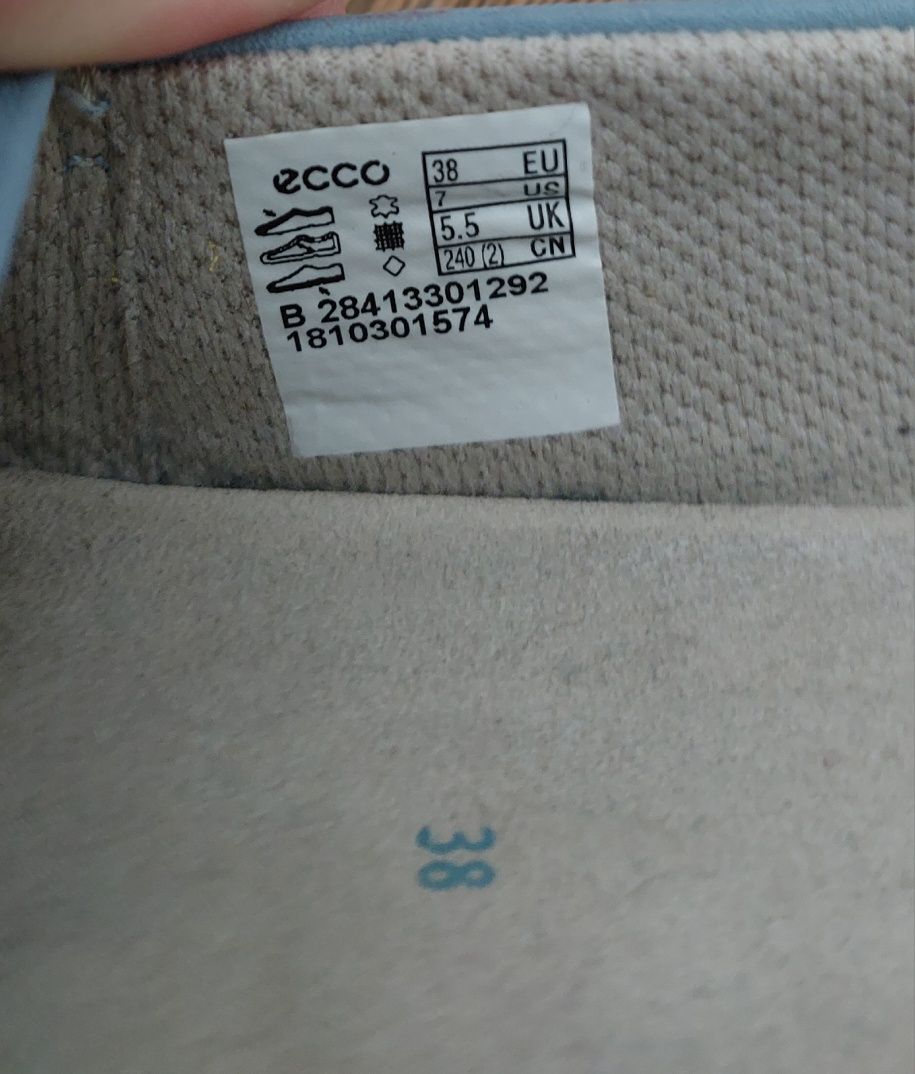 ecco
38 EU
7 US
5.5 UK
240 (2) CN
B 28413301292
1810301574
38